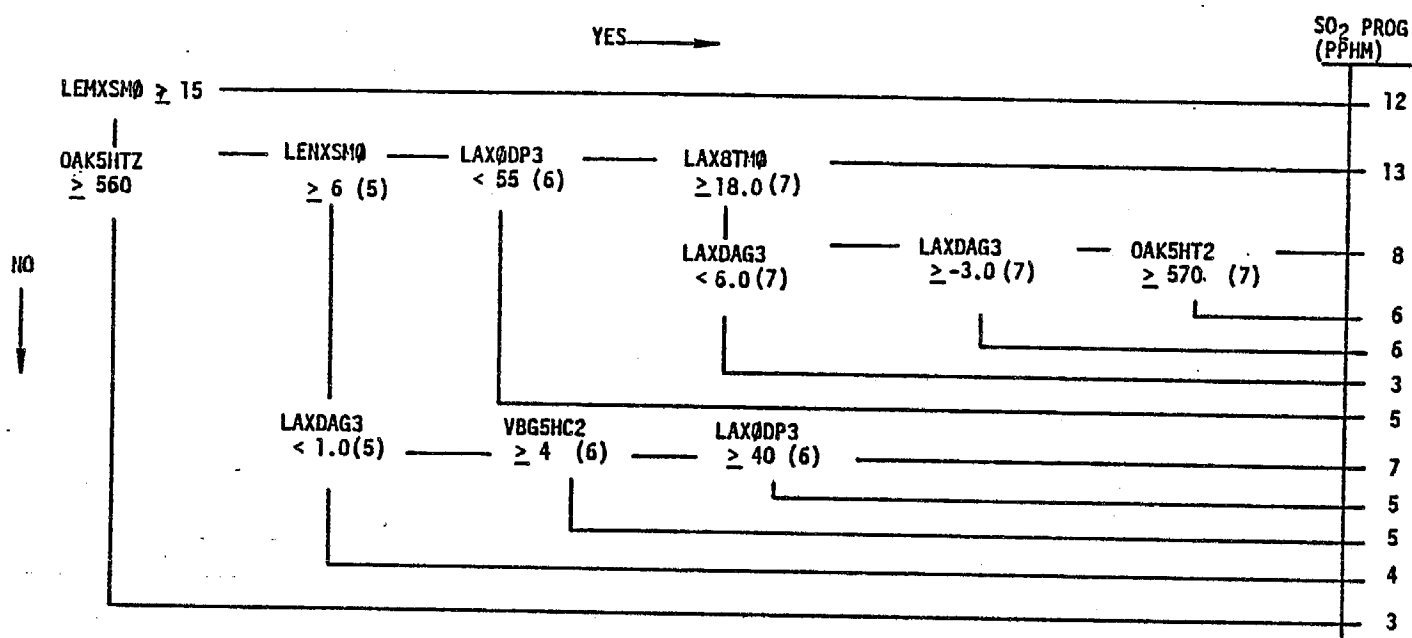 SO2 PROG
(PPHM)
YES
LEMXSMØ ≥ 15
12
OAK5HTZ
≥ 560
LENXSMØ
≥ 6 (5)
LAXØDP3
< 55 (6)
LAX8TMØ
≥ 18.0 (7)
13
NO
LAXDAG3
< 6.0 (7)
LAXDAG3
≥ -3.0 (7)
OAK5HT2
≥ 570. (7)
8
6
6
3
5
LAXDAG3
< 1.0 (5)
VBG5HC2
≥ 4 (6)
LAXØDP3
≥ 40 (6)
7
5
5
4
3